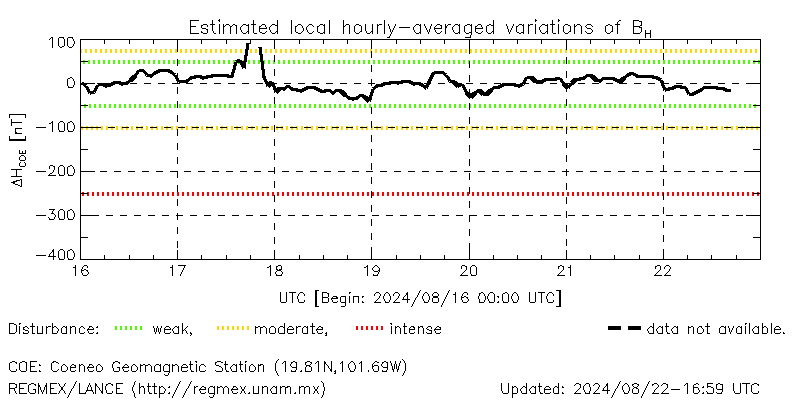 Estimated local hourly-averaged variations of BH
100
0
-100
-200
-300
-400
ΔHCOE [nT]
16 17 18 19 20 21 22
UTC [Begin: 2024/08/16 00:00 UTC]
Disturbance: weak, moderate, intense data not available.
COE: Coeneo Geomagnetic Station (19.81N,101.69W)
REGMEX/LANCE (http://regmex.unam.mx) Updated: 2024/08/22-16:59 UTC